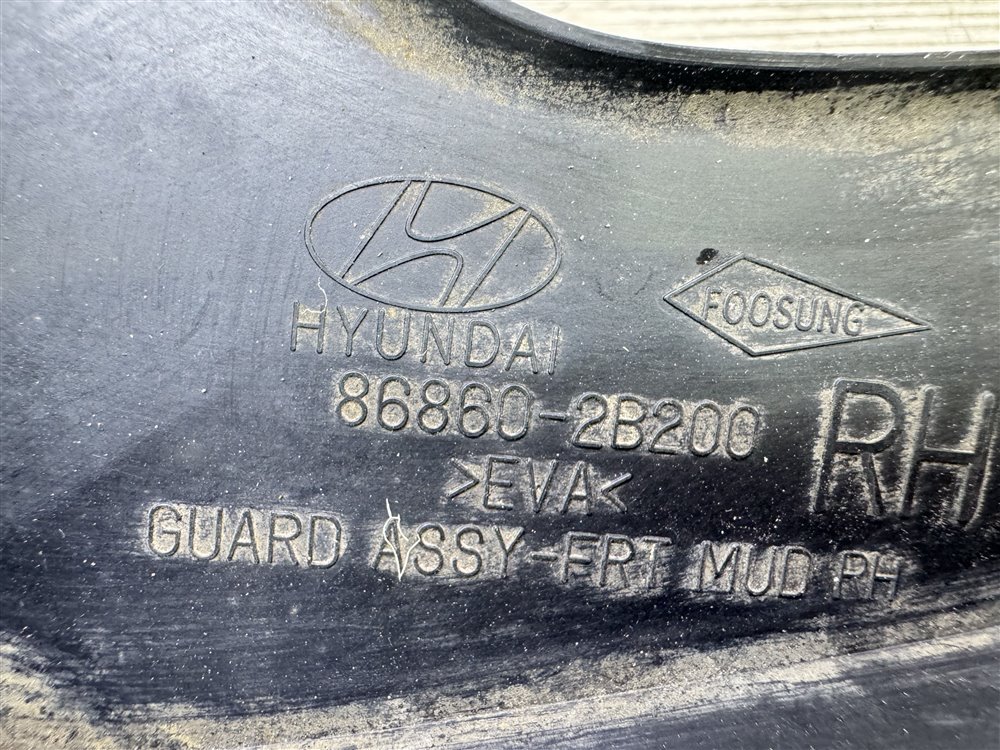 HYUNDAI
FOOSUNG
86860-2B200
RH
>EVA<
GUARD ASSY-FRT MUD RH